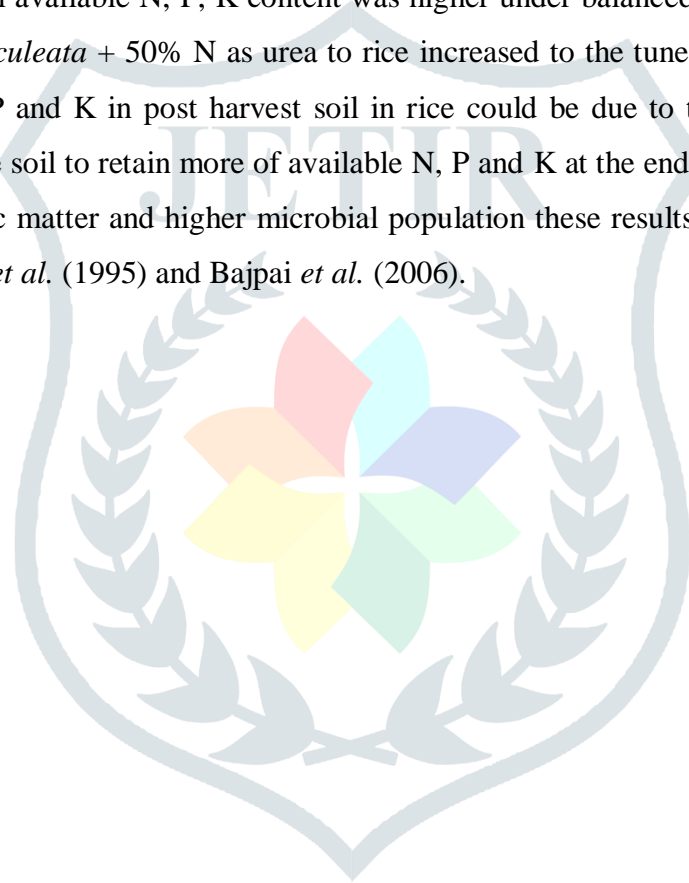 available N, P, K content was higher under balanced
culeata + 50% N as urea to rice increased to the tune
P and K in post harvest soil in rice could be due to
soil to retain more of available N, P and K at the end
c matter and higher microbial population these results
et al. (1995) and Bajpai et al. (2006).
JETIR